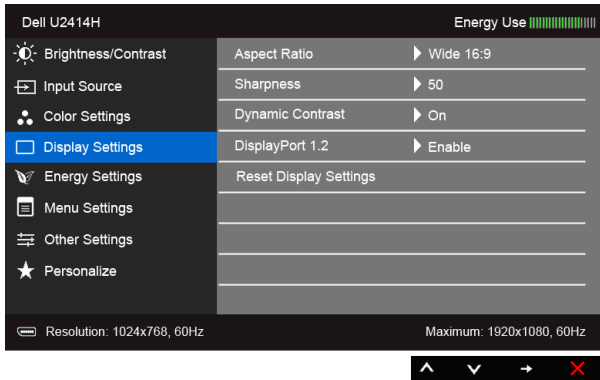 Dell U2414H Energy Use
Brightness/Contrast Aspect Ratio Wide 16:9
Input Source Sharpness 50
Color Settings Dynamic Contrast On
Display Settings DisplayPort 1.2 Enable
Energy Settings Reset Display Settings
Menu Settings
Other Settings
Personalize
Resolution: 1024x768, 60Hz Maximum: 1920x1080, 60Hz